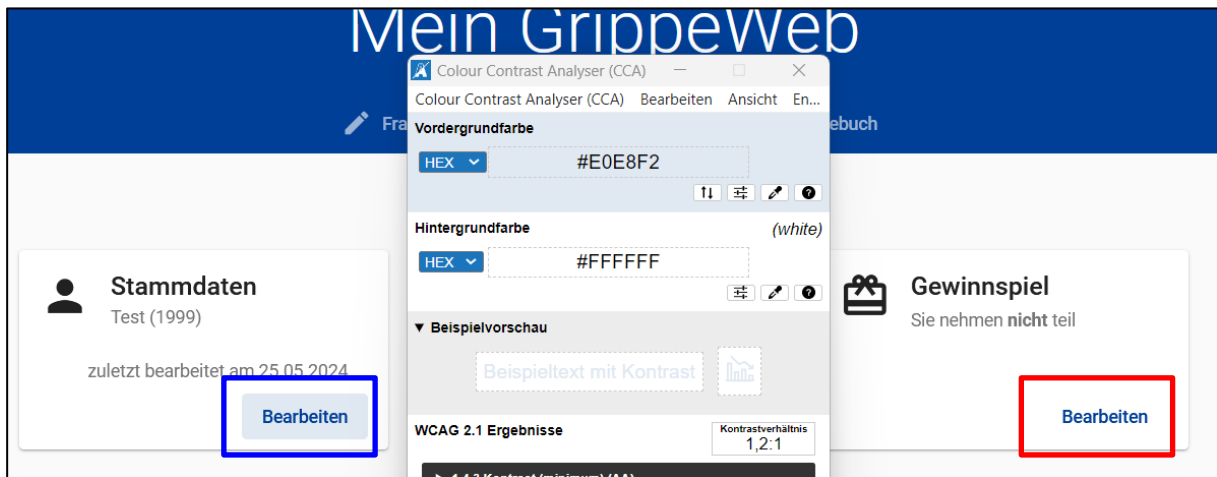 Mein GrippeWeb
Colour Contrast Analyser (CCA)
Colour Contrast Analyser (CCA) Bearbeiten Ansicht En...
Fra
ebuch
Vordergrundfarbe
HEX #E0E8F2
Hintergrundfarbe (white)
HEX #FFFFFF
▼ Beispielvorschau
Beispieltext mit Kontrast
WCAG 2.1 Ergebnisse
Kontrastverhältnis
1,2:1
Stammdaten
Test (1999)
zuletzt bearbeitet am 25.05.2024
Bearbeiten
Gewinnspiel
Sie nehmen nicht teil
Bearbeiten